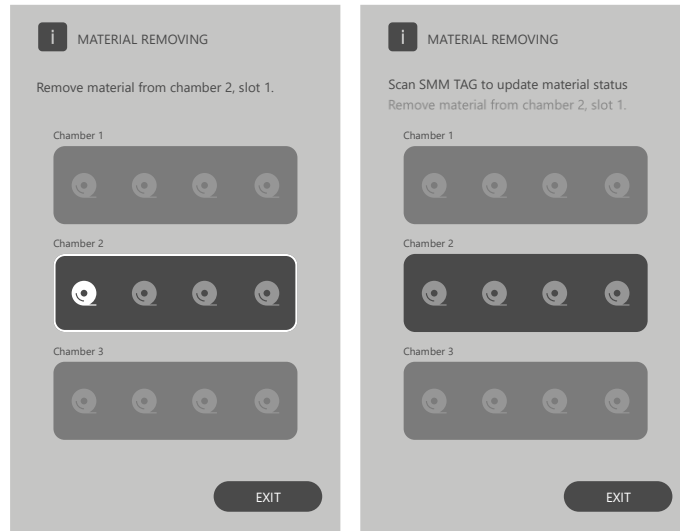 i MATERIAL REMOVING
Remove material from chamber 2, slot 1.
Chamber 1
Chamber 2
Chamber 3
EXIT
i MATERIAL REMOVING
Scan SMM TAG to update material status
Remove material from chamber 2, slot 1.
Chamber 1
Chamber 2
Chamber 3
EXIT